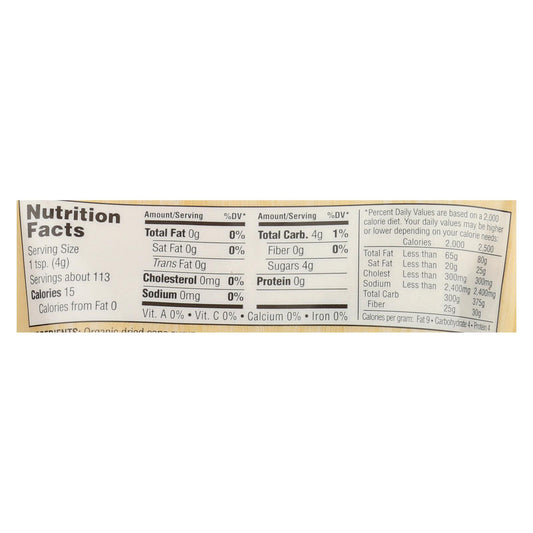 Nutrition
Facts
Serving Size
1 tsp. (4g)
Servings about 113
Calories 15
Calories from Fat 0
Amount/Serving %DV*
Total Fat 0g 0%
Sat Fat 0g 0%
Trans Fat 0g
Cholesterol 0mg 0%
Sodium 0mg 0%
Amount/Serving %DV*
Total Carb. 4g 1%
Fiber 0g 0%
Sugars 4g
Protein 0g
Vit. A 0% • Vit. C 0% • Calcium 0% • Iron 0%
*Percent Daily Values are based on a 2,000
calorie diet. Your daily values may be higher
or lower depending on your calorie needs:
Calories 2,000 2,500
Total Fat Less than 65g 80g
Sat Fat Less than 20g 25g
Cholest Less than 300mg 300mg
Sodium Less than 2,400mg 2,400mg
Total Carb 300g 375g
Fiber 25g 30g
Calories per gram: Fat 9 • Carbohydrate 4 • Protein 4
Organic dried cane